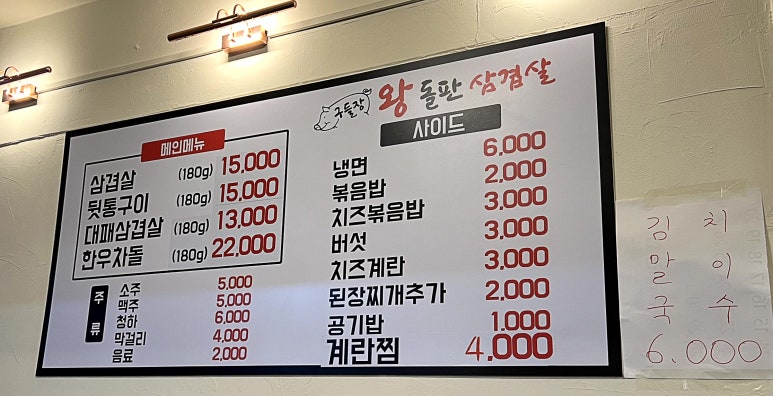 구들장 왕 돌판 삼겹살
메인메뉴
삼겹살 (180g) 15,000
뒷통구이 (180g) 15,000
대패삼겹살 (180g) 13,000
한우차돌 (180g) 22,000
주류
소주 5,000
맥주 5,000
청하 6,000
막걸리 4,000
음료 2,000
사이드
냉면 6,000
볶음밥 2,000
치즈볶음밥 3,000
버섯 3,000
치즈계란 3,000
된장찌개추가 2,000
공기밥 1,000
계란찜 4,000
김치
말이
국수
6.000